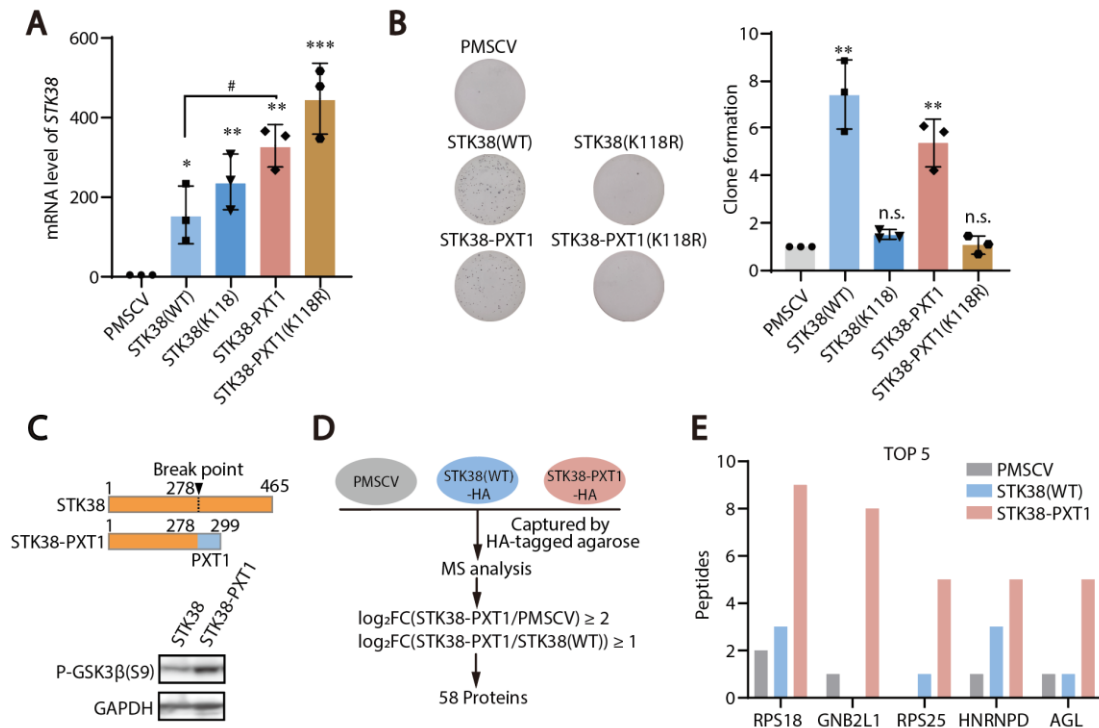 A
mRNA level of STK38
600
400
200
0
*
**
#
**
***
PMSCV
STK38(WT)
STK38(K118)
STK38-PXT1
STK38-PXT1(K118R)
B
PMSCV
STK38(WT)
STK38(K118R)
STK38-PXT1
STK38-PXT1(K118R)
Clone formation
10
8
6
4
2
0
**
n.s.
**
n.s.
PMSCV
STK38(WT)
STK38(K118)
STK38-PXT1
STK38-PXT1(K118R)
C
Break point
1 278 465
STK38
1 278 299
STK38-PXT1
PXT1
STK38
STK38-PXT1
P-GSK3β(S9)
GAPDH
D
PMSCV
STK38(WT)
-HA
STK38-PXT1
-HA
Captured by
HA-tagged agarose
MS analysis
log₂FC(STK38-PXT1/PMSCV) ≥ 2
log₂FC(STK38-PXT1/STK38(WT)) ≥ 1
58 Proteins
E
TOP 5
PMSCV
STK38(WT)
STK38-PXT1
Peptides
10
8
6
4
2
0
RPS18 GNB2L1 RPS25 HNRNPD AGL